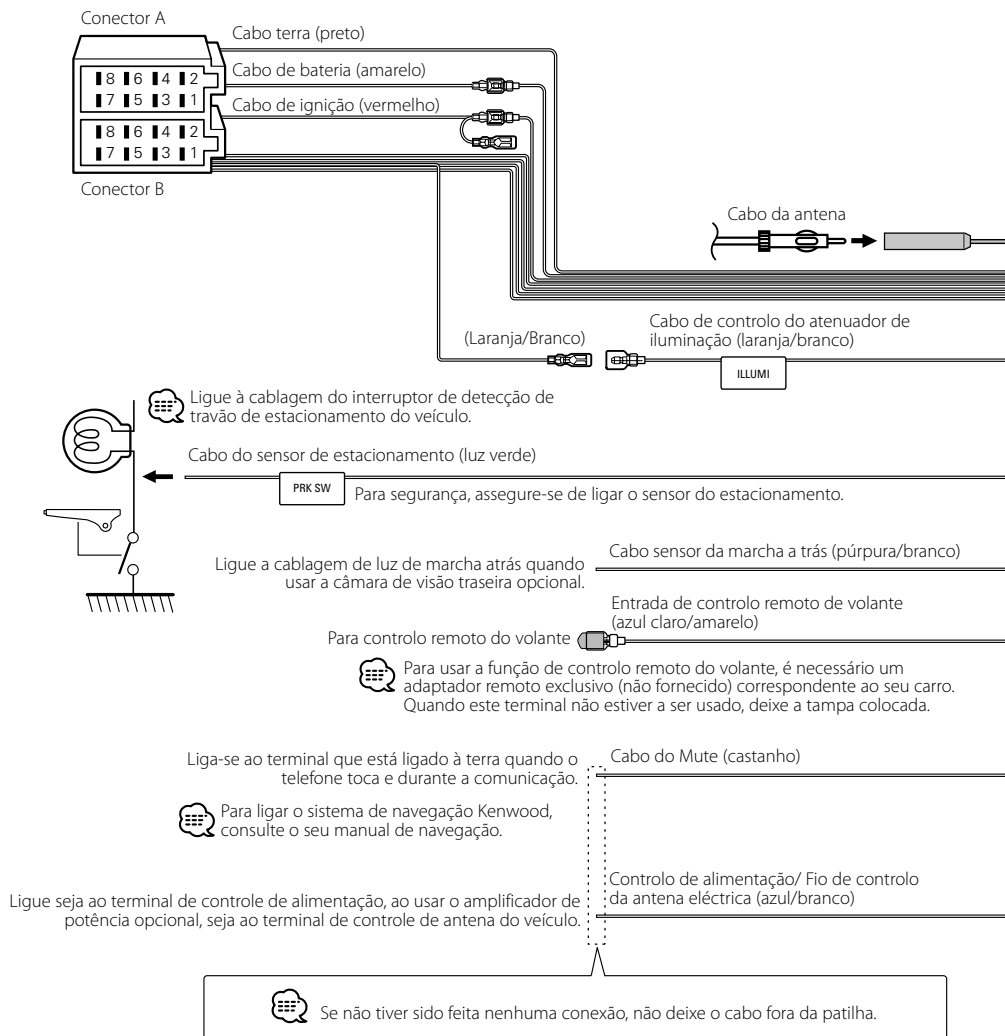 Conector A
Cabo terra (preto)
Cabo de bateria (amarelo)
8 6 4 2
7 5 3 1
Cabo de ignição (vermelho)
8 6 4 2
7 5 3 1
Conector B
Cabo da antena
(Laranja/Branco)
Cabo de controlo do atenuador de
iluminação (laranja/branco)
ILLUMI
Ligue à cablagem do interruptor de detecção de
travão de estacionamento do veículo.
Cabo do sensor de estacionamento (luz verde)
PRK SW
Para segurança, assegure-se de ligar o sensor do estacionamento.
Ligue a cablagem de luz de marcha atrás quando
usar a câmara de visão traseira opcional.
Cabo sensor da marcha a trás (púrpura/branco)
Entrada de controlo remoto de volante
(azul claro/amarelo)
Para controlo remoto do volante
Para usar a função de controlo remoto do volante, é necessário um
adaptador remoto exclusivo (não fornecido) correspondente ao seu carro.
Quando este terminal não estiver a ser usado, deixe a tampa colocada.
Liga-se ao terminal que está ligado à terra quando o
telefone toca e durante a comunicação.
Cabo do Mute (castanho)
Para ligar o sistema de navegação Kenwood,
consulte o seu manual de navegação.
Ligue seja ao terminal de controle de alimentação, ao usar o amplificador de
potência opcional, seja ao terminal de controle de antena do veículo.
Controlo de alimentação/ Fio de controlo
da antena eléctrica (azul/branco)
Se não tiver sido feita nenhuma conexão, não deixe o cabo fora da patilha.